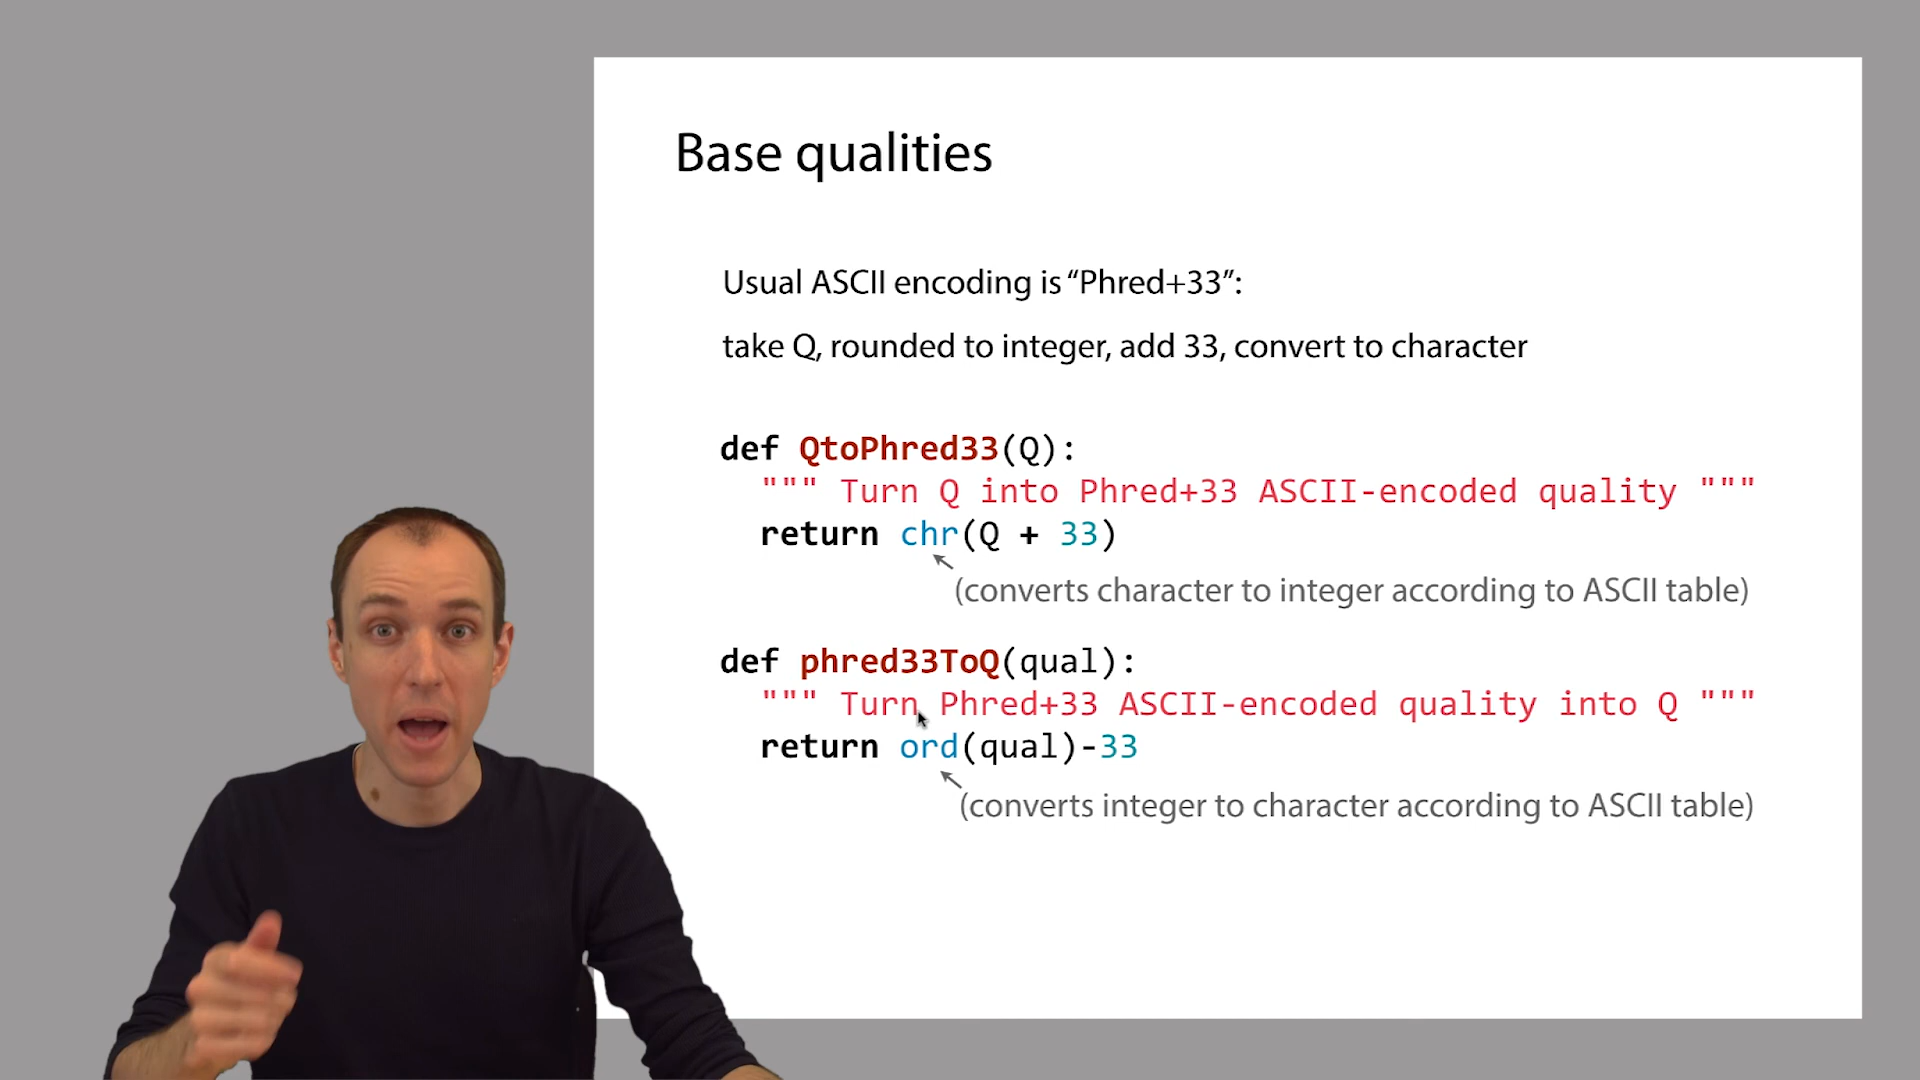 Base qualities
Usual ASCII encoding is “Phred+33”:
take Q, rounded to integer, add 33, convert to character
def QtoPhred33(Q):
""" Turn Q into Phred+33 ASCII-encoded quality """
return chr(Q + 33)
(converts character to integer according to ASCII table)
def phred33ToQ(qual):
""" Turn Phred+33 ASCII-encoded quality into Q """
return ord(qual)-33
(converts integer to character according to ASCII table)